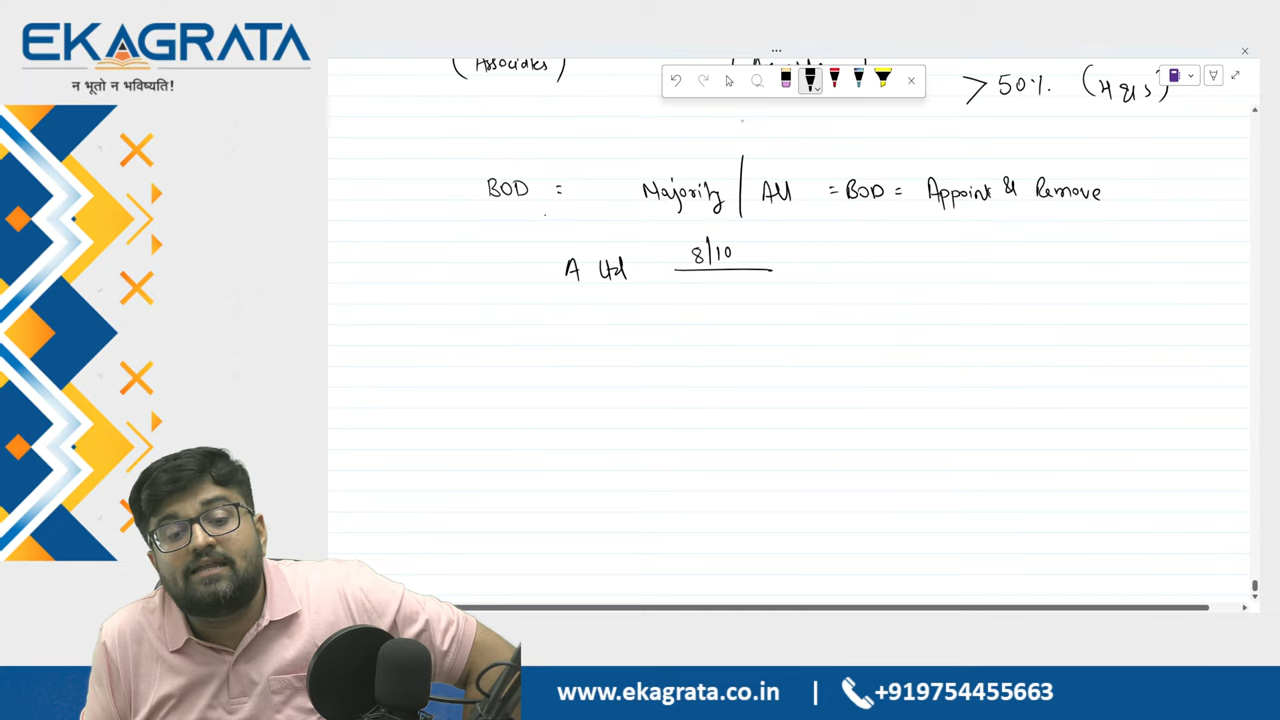 EKAGRATA
न भूतो न भविष्यति!
(Associates)
> 50% 
BOD = Majority | All = BOD = Appoint & Remove
A Ltd 8/10
www.ekagrata.co.in | +919754455663